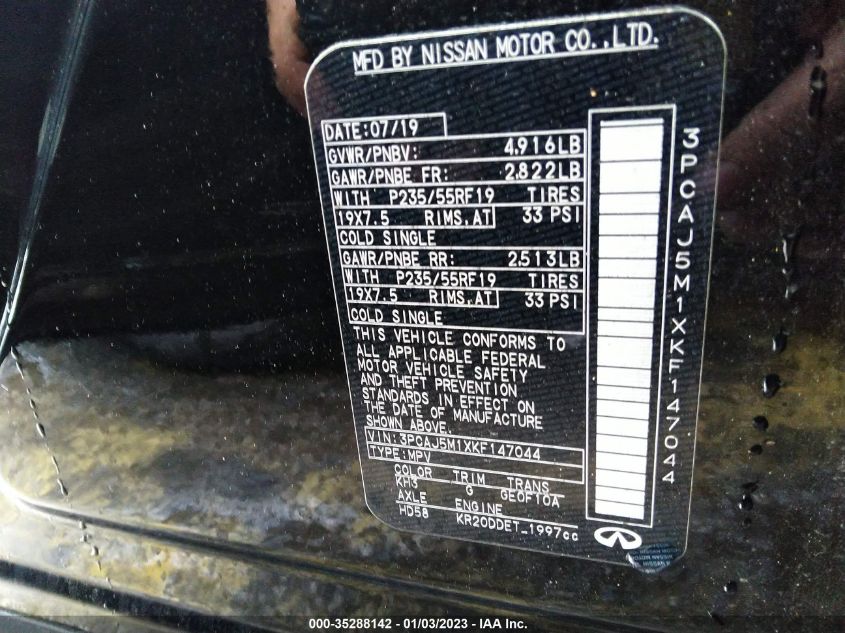 MFD BY NISSAN MOTOR CO.,LTD.
DATE:07/19
GVWR/PNBV: 4,916LB
GAWR/PNBE FR: 2,822LB
WITH P235/55RF19 TIRES
19X7.5 RIMS,AT 33 PSI
COLD SINGLE
GAWR/PNBE RR: 2,513LB
WITH P235/55RF19 TIRES
19X7.5 RIMS,AT 33 PSI
COLD SINGLE
THIS VEHICLE CONFORMS TO
ALL APPLICABLE FEDERAL
MOTOR VEHICLE SAFETY
AND THEFT PREVENTION
STANDARDS IN EFFECT ON
THE DATE OF MANUFACTURE
SHOWN ABOVE.
VIN:3PCAJ5M1XKF147044
TYPE:MPV
COLOR TRIM TRANS
KH3 G GE0F10A
AXLE ENGINE
HD58 KR20DDET_1997cc
3PCAJ5M1XKF147044
000-35288142 - 01/03/2023 - IAA Inc.